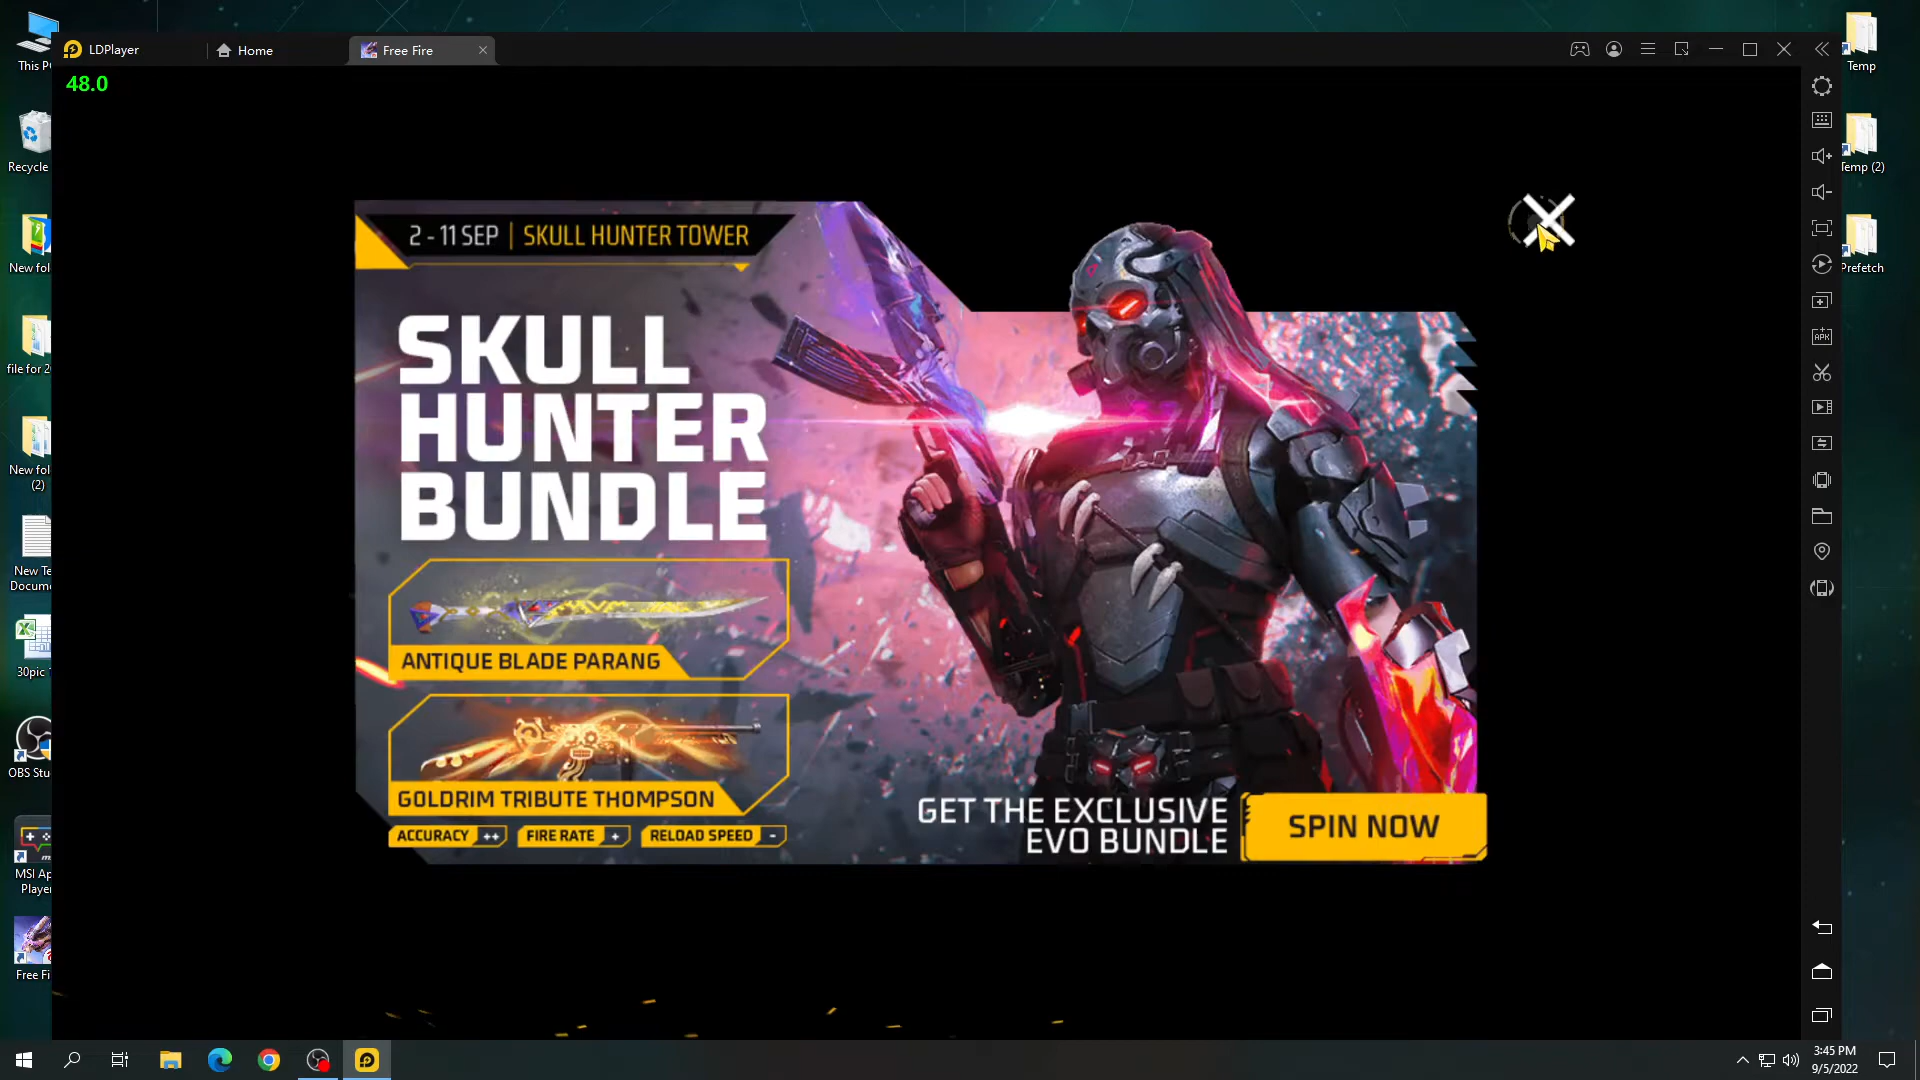 LDPlayer
Home
Free Fire
48.0
This P
Recycle
New fol
file for 2
New fol
(2)
New Te
Docume
30pic
OBS Stu
MSI Ap
Player
Free Fi
Temp
Temp (2)
Prefetch
APK
2 - 11 SEP | SKULL HUNTER TOWER
SKULL
HUNTER
BUNDLE
ANTIQUE BLADE PARANG
GOLDRIM TRIBUTE THOMPSON
ACCURACY ++ FIRE RATE + RELOAD SPEED -
GET THE EXCLUSIVE
EVO BUNDLE
SPIN NOW
3:45 PM
9/5/2022